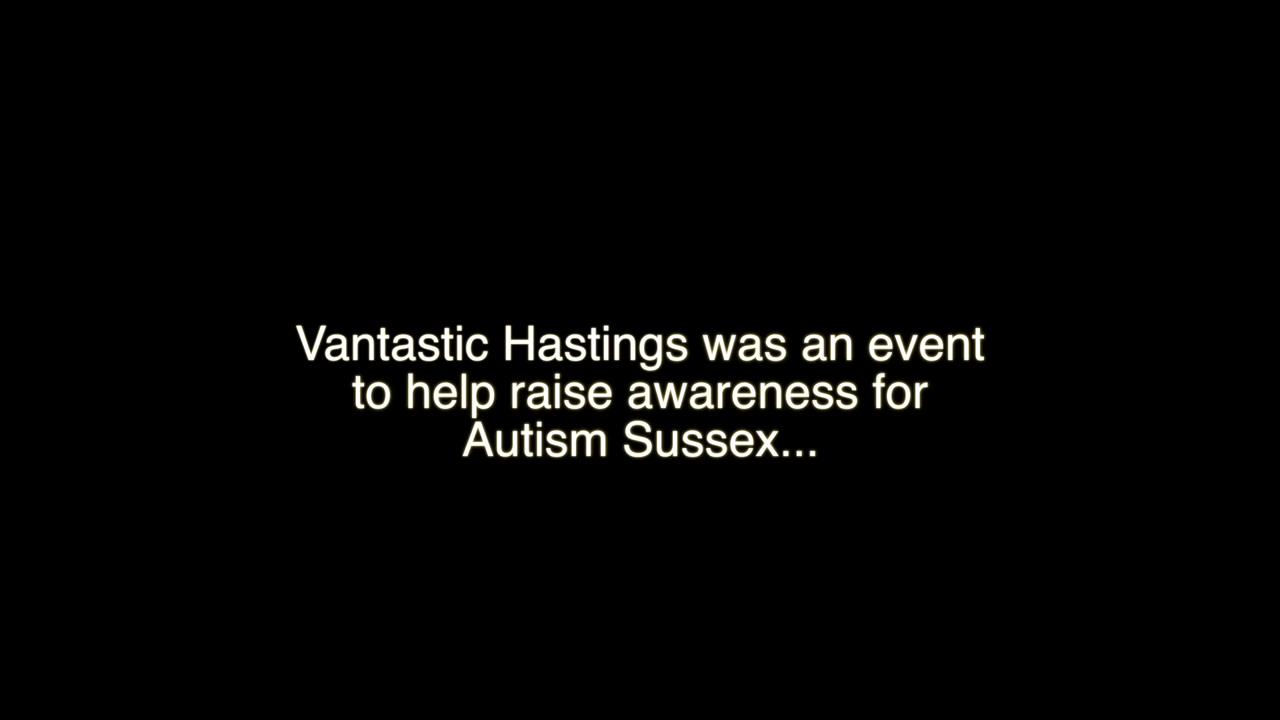 Vantastic Hastings was an event
to help raise awareness for
Autism Sussex...